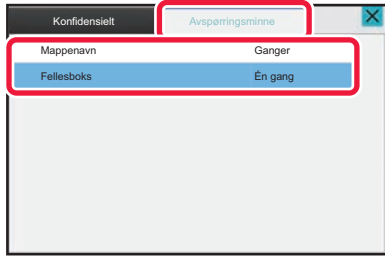 Konfidensielt Avspørringsminne
Mappenavn Ganger
Fellesboks Én gang